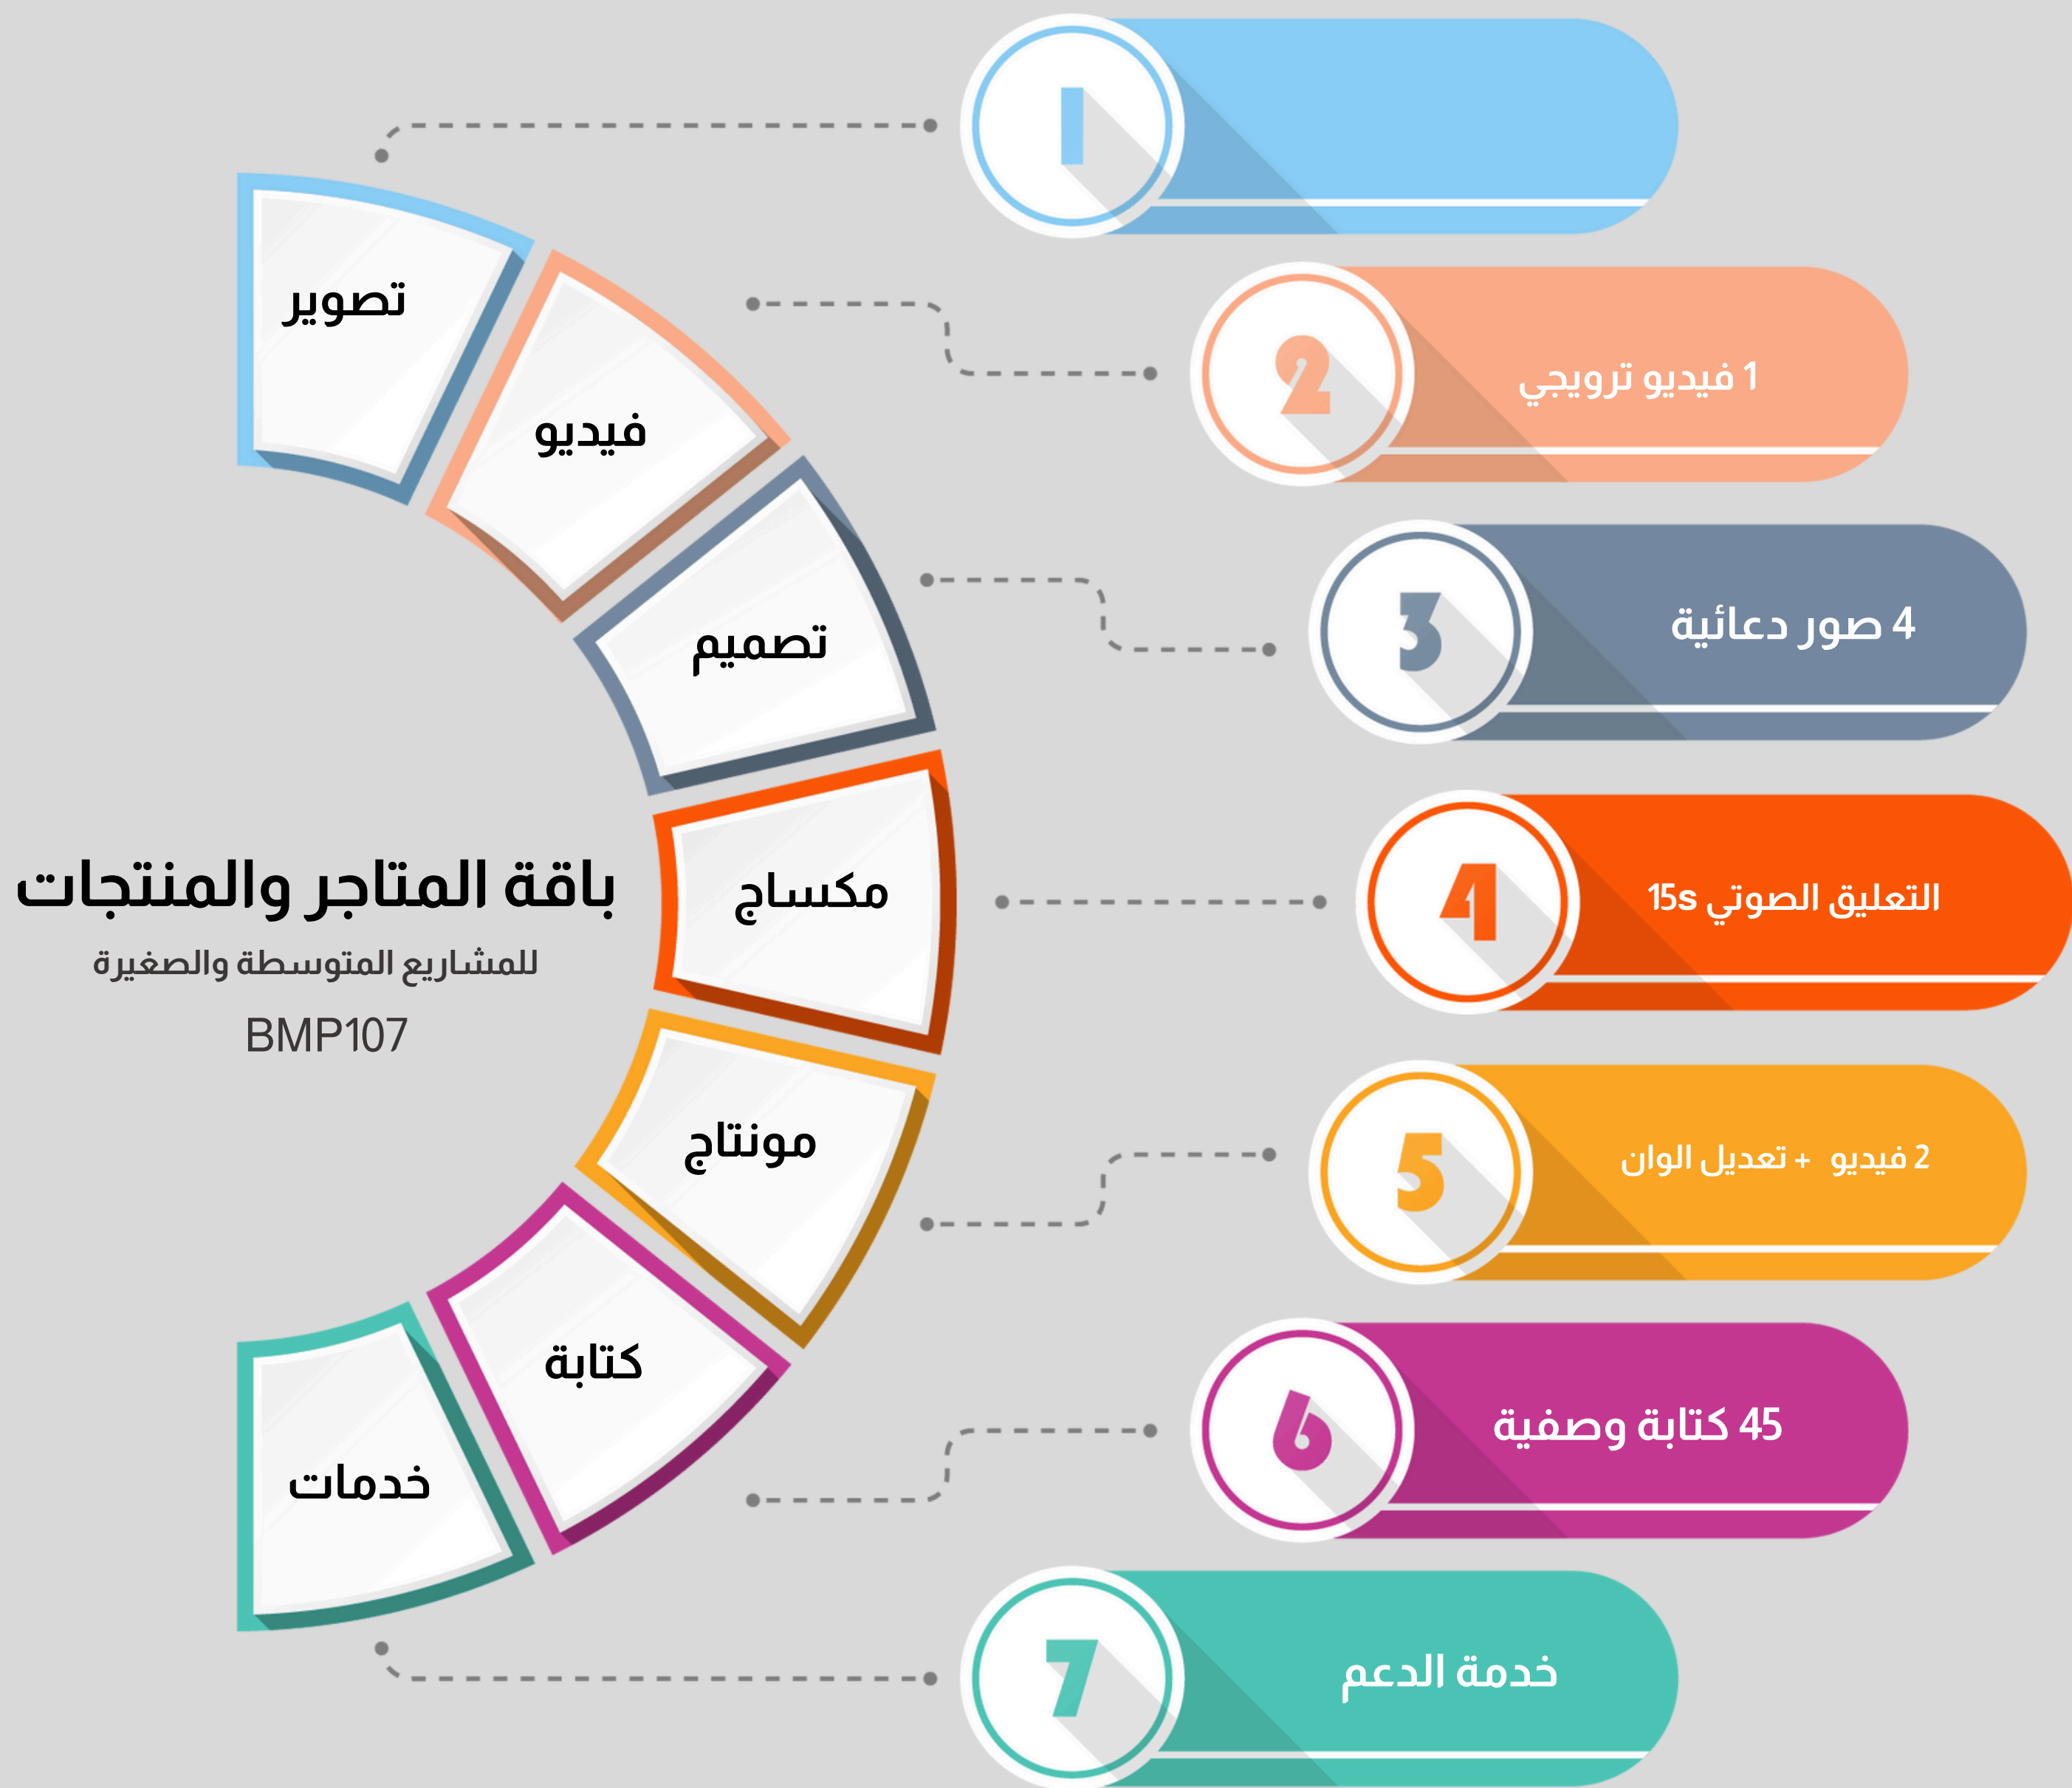 باقة المتاجر والمنتجات
للمشاريع المتوسطة والصغيرة
BMP107
تصوير
1
فيديو
2
1 فيديو ترويجي
تصميم
3
4 صور دعائية
مكساج
4
التعليق الصوتي 15s
مونتاج
5
2 فيديو + تعديل الوان
كتابة
6
45 كتابة وصفية
خدمات
7
خدمة الدعم